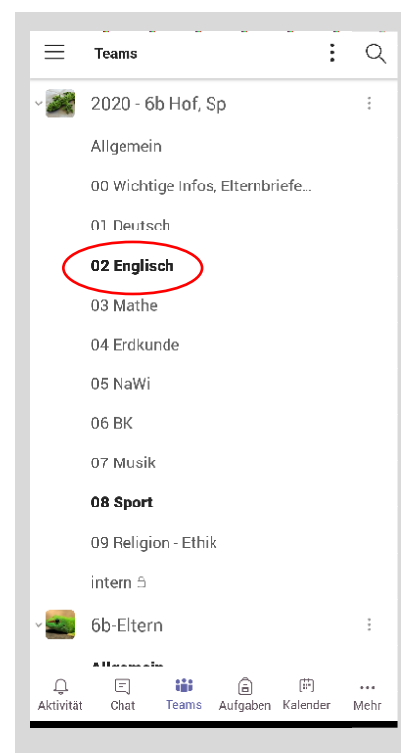 Teams
2020 - 6b Hof, Sp
Allgemein
00 Wichtige Infos, Elternbriefe...
01 Deutsch
02 Englisch
03 Mathe
04 Erdkunde
05 NaWi
06 BK
07 Musik
08 Sport
09 Religion - Ethik
intern
6b-Eltern
Allgemein
Aktivität Chat Teams Aufgaben Kalender Mehr